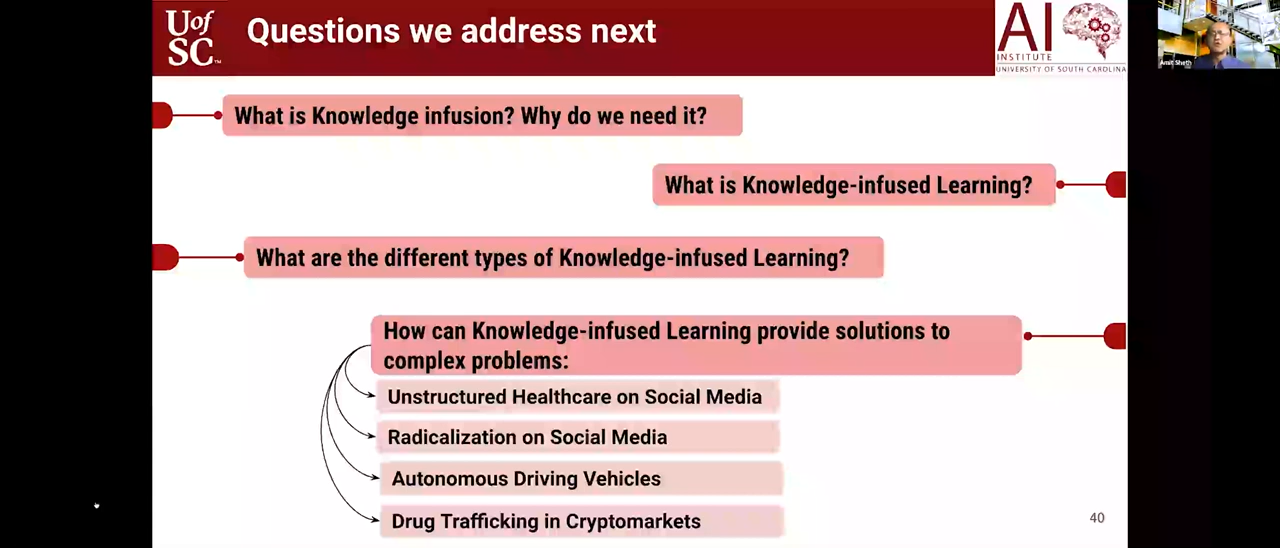 UofSC™
Questions we address next
AI
INSTITUTE
UNIVERSITY OF SOUTH CAROLINA
Amit Sheth
What is Knowledge infusion? Why do we need it?
What is Knowledge-infused Learning?
What are the different types of Knowledge-infused Learning?
How can Knowledge-infused Learning provide solutions to
complex problems:
Unstructured Healthcare on Social Media
Radicalization on Social Media
Autonomous Driving Vehicles
Drug Trafficking in Cryptomarkets
40